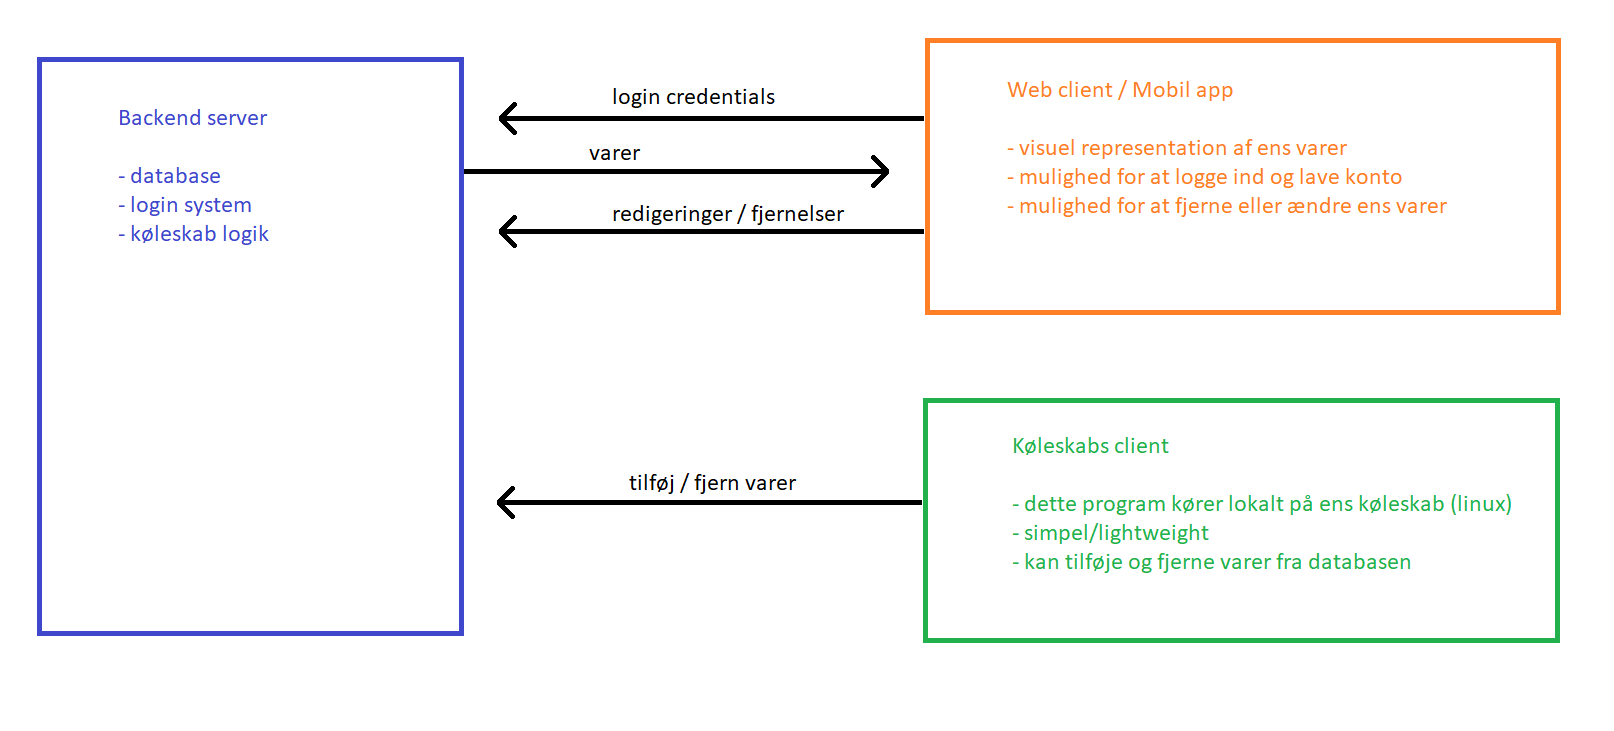 Backend server
- database
- login system
- køleskab logik
login credentials
varer
redigeringer / fjernelser
tilføj / fjern varer
Web client / Mobil app
- visuel representation af ens varer
- mulighed for at logge ind og lave konto
- mulighed for at fjerne eller ændre ens varer
Køleskabs client
- dette program kører lokalt på ens køleskab (linux)
- simpel/lightweight
- kan tilføje og fjerne varer fra databasen